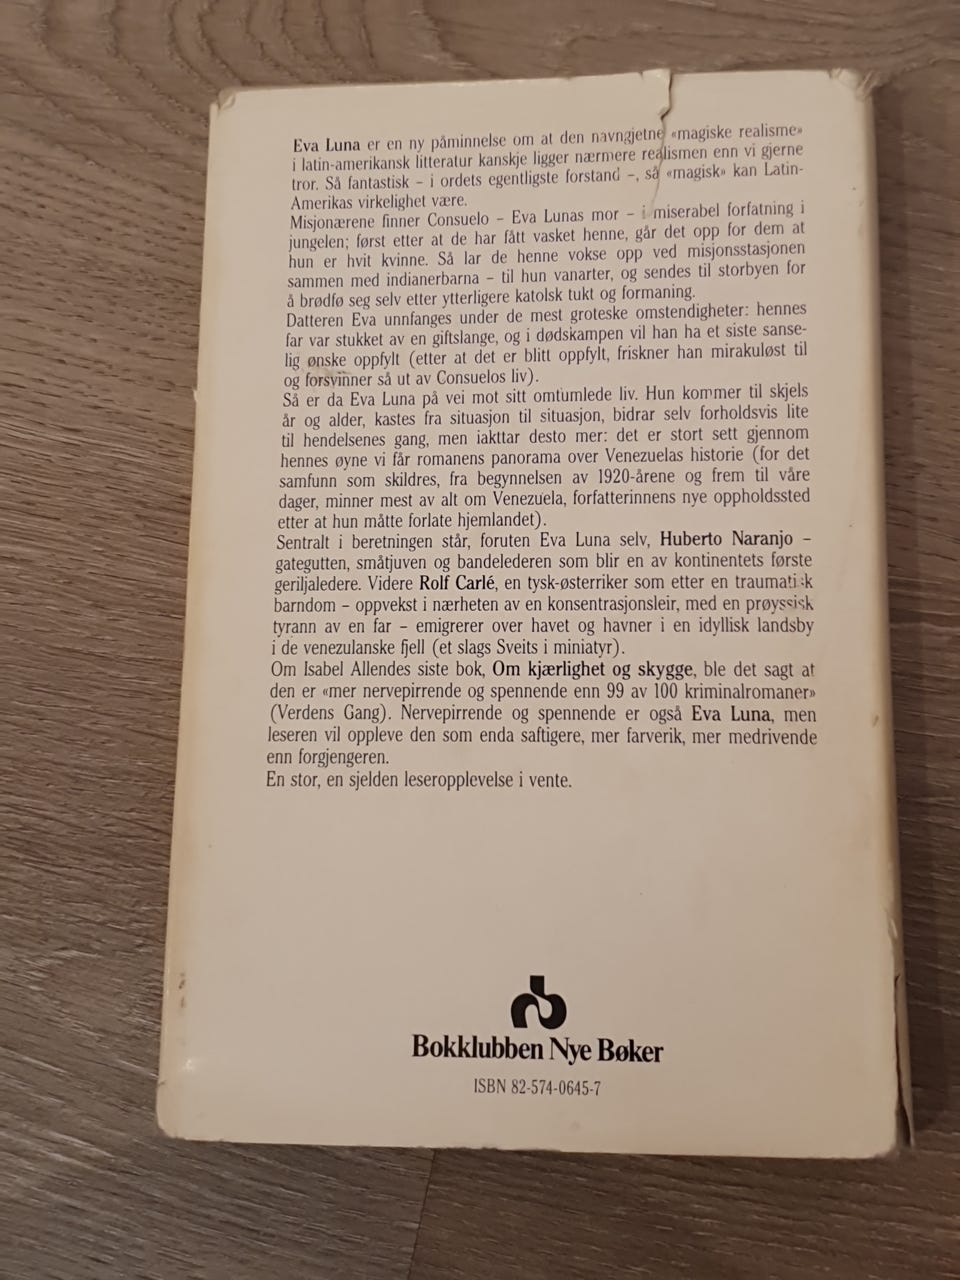 Eva Luna er en ny påminnelse om at den navngjetne «magiske realisme»
i latin-amerikansk litteratur kanskje ligger nærmere realismen enn vi gjerne
tror. Så fantastisk – i ordets egentligste forstand –, så «magisk» kan Latin-
Amerikas virkelighet være.
Misjonærene finner Consuelo – Eva Lunas mor – i miserabel forfatning i
jungelen; først etter at de har fått vasket henne, går det opp for dem at
hun er hvit kvinne. Så lar de henne vokse opp ved misjonsstasjonen
sammen med indianerbarna – til hun vanarter, og sendes til storbyen for
å brødfø seg selv etter ytterligere katolsk tukt og formaning.
Datteren Eva unnfanges under de mest groteske omstendigheter: hennes
far var stukket av en giftslange, og i dødskampen vil han ha et siste sanse-
lig ønske oppfylt (etter at det er blitt oppfylt, friskner han mirakuløst til
og forsvinner så ut av Consuelos liv).
Så er da Eva Luna på vei mot sitt omtumlede liv. Hun kommer til skjels
år og alder, kastes fra situasjon til situasjon, bidrar selv forholdsvis lite
til hendelsenes gang, men iakttar desto mer: det er stort sett gjennom
hennes øyne vi får romanens panorama over Venezuelas historie (for det
samfunn som skildres, fra begynnelsen av 1920-årene og frem til våre
dager, minner mest av alt om Venezuela, forfatterinnens nye oppholdssted
etter at hun måtte forlate hjemlandet).
Sentralt i beretningen står, foruten Eva Luna selv, Huberto Naranjo –
gategutten, småtjuven og bandelederen som blir en av kontinentets første
geriljaledere. Videre Rolf Carlé, en tysk-østerriker som etter en traumatisk
barndom – oppvekst i nærheten av en konsentrasjonsleir, med en prøyssisk
tyrann av en far – emigrerer over havet og havner i en idyllisk landsby
i de venezulanske fjell (et slags Sveits i miniatyr).
Om Isabel Allendes siste bok, Om kjærlighet og skygge, ble det sagt at
den er «mer nervepirrende og spennende enn 99 av 100 kriminalromaner»
(Verdens Gang). Nervepirrende og spennende er også Eva Luna, men
leseren vil oppleve den som enda saftigere, mer farverik, mer medrivende
enn forgjengeren.
En stor, en sjelden leseropplevelse i vente.
Bokklubben Nye Bøker
ISBN 82-574-0645-7